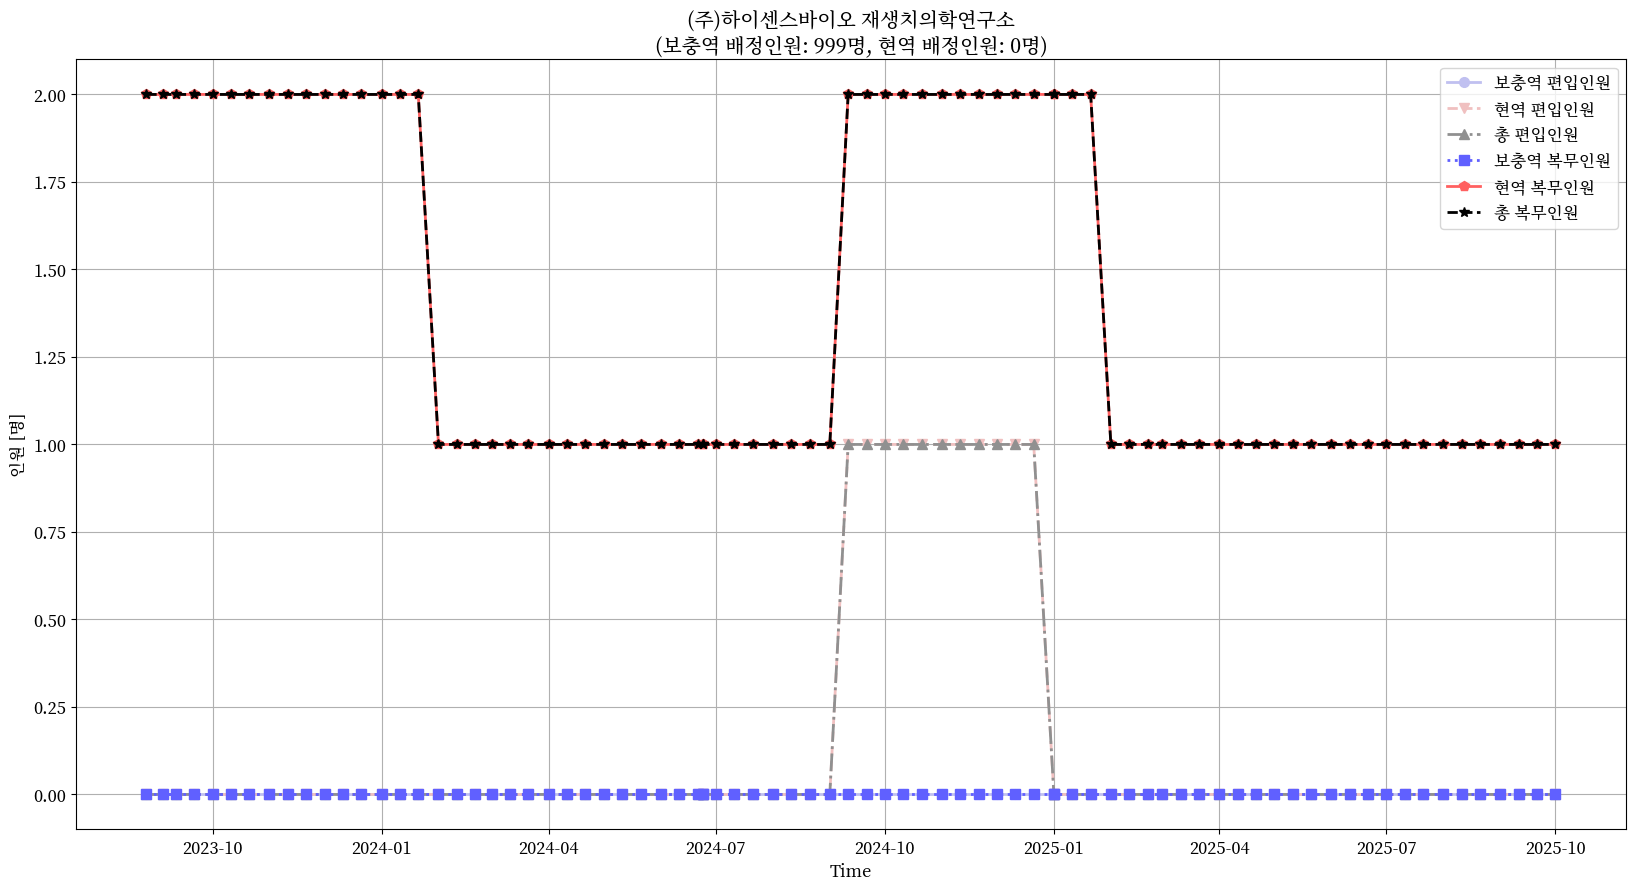 (주)하이센스바이오 재생치의학연구소
(보충역 배정인원: 999명, 현역 배정인원: 0명)
보충역 편입인원
현역 편입인원
총 편입인원
보충역 복무인원
현역 복무인원
총 복무인원
인원 [명]
2.00
1.75
1.50
1.25
1.00
0.75
0.50
0.25
0.00
2023-10 2024-01 2024-04 2024-07 2024-10 2025-01 2025-04 2025-07 2025-10
Time